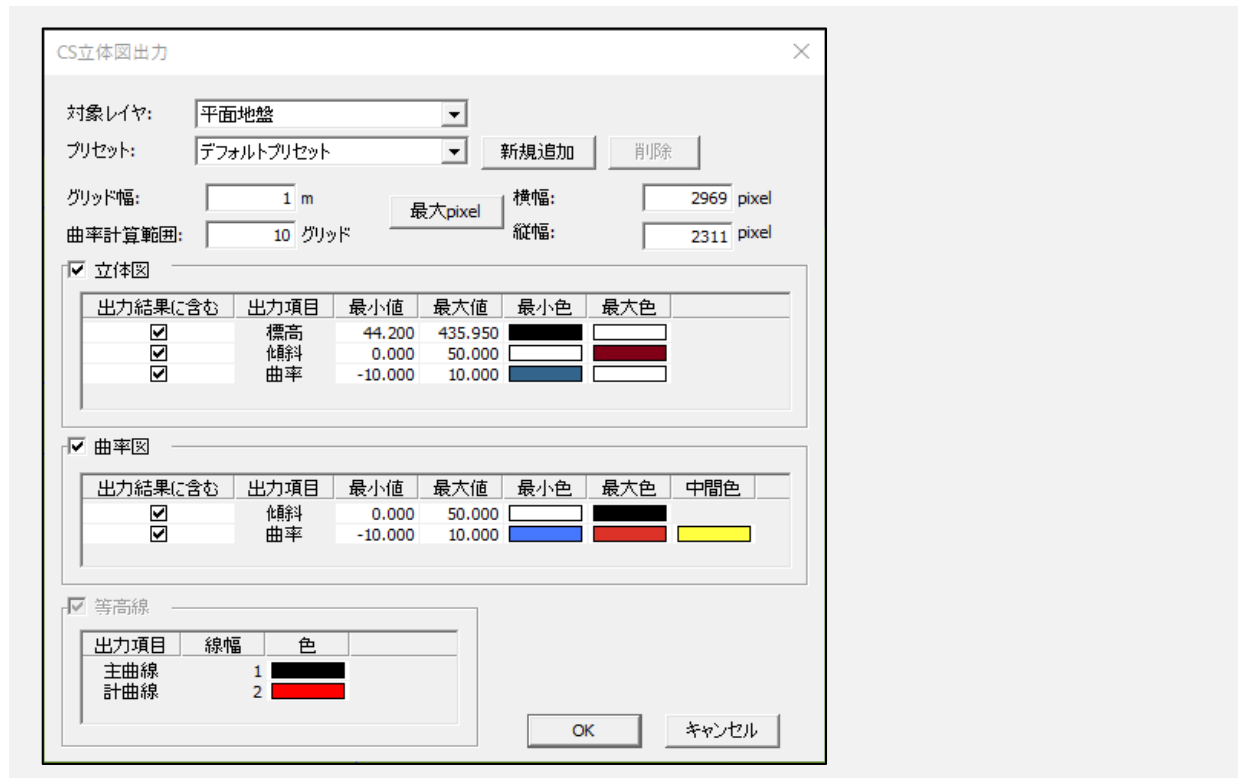 CS立体図出力
対象レイヤ: 平面地盤
プリセット: デフォルトプリセット 新規追加 削除
グリッド幅: 1 m 最大pixel 横幅: 2969 pixel
曲率計算範囲: 10 グリッド 縦幅: 2311 pixel
立体図
出力結果に含む 出力項目 最小値 最大値 最小色 最大色
標高 44.200 435.950
傾斜 0.000 50.000
曲率 -10.000 10.000
曲率図
出力結果に含む 出力項目 最小値 最大値 最小色 最大色 中間色
傾斜 0.000 50.000
曲率 -10.000 10.000
等高線
出力項目 線幅 色
主曲線 1
計曲線 2
OK キャンセル